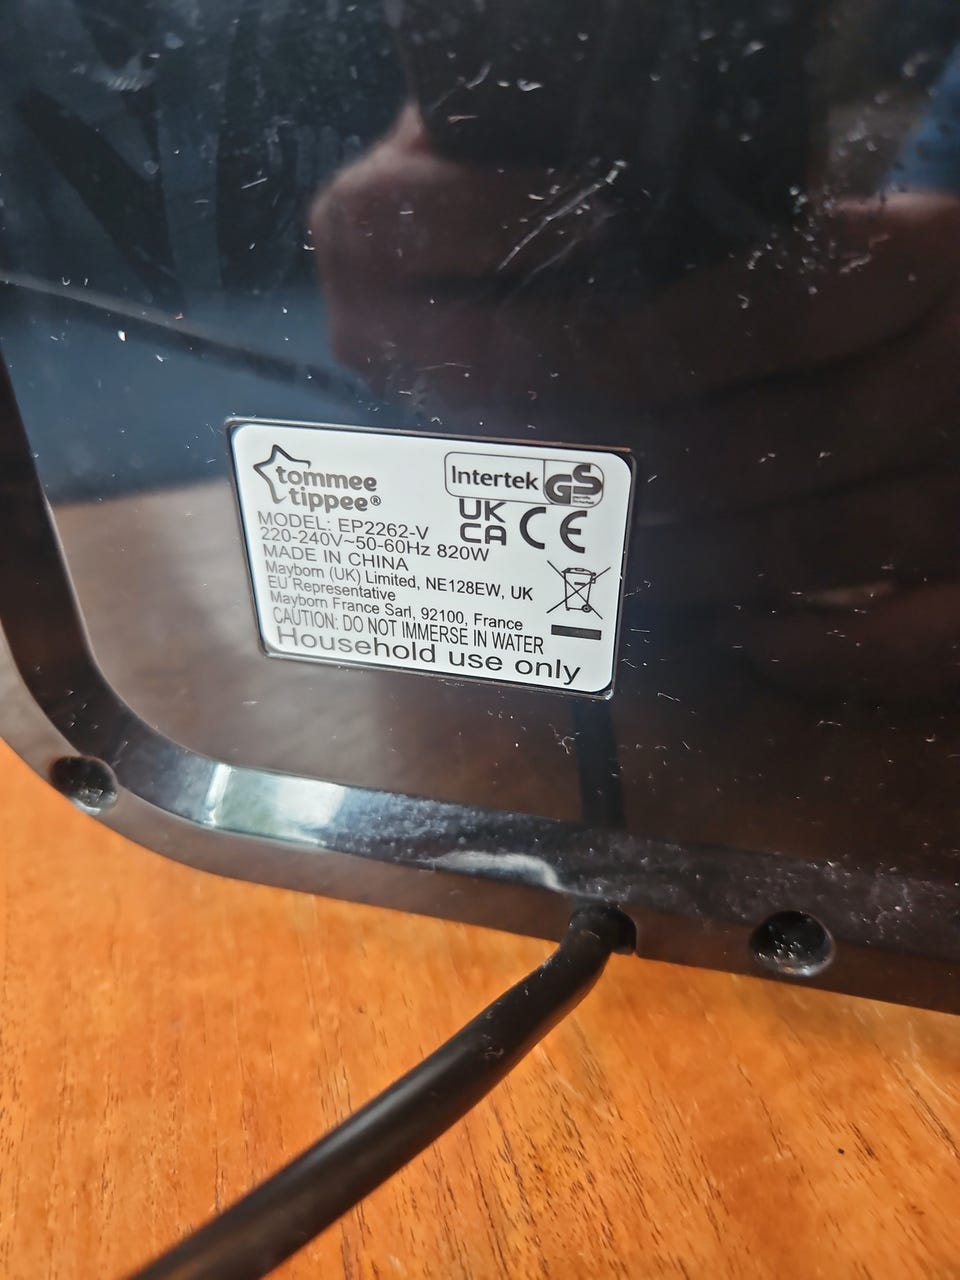 tommee
tippee®
Intertek GS
UK
CA CE
MODEL: EP2262-V
220-240V~50-60Hz 820W
MADE IN CHINA
Mayborn (UK) Limited, NE128EW, UK
EU Representative
Mayborn France Sarl, 92100, France
CAUTION: DO NOT IMMERSE IN WATER
Household use only